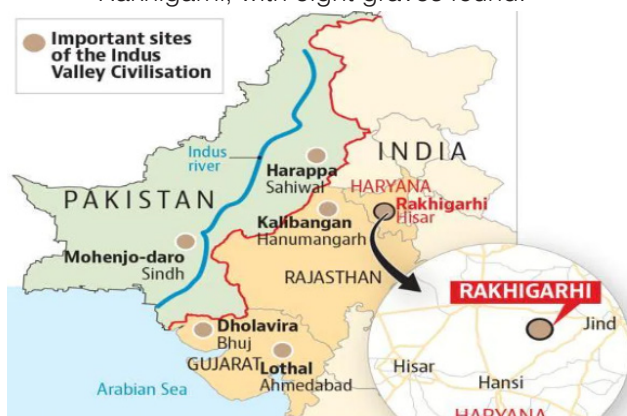 Rakhigarhi, with eight graves found.
Important sites
of the Indus
Valley Civilisation
Indus
river
INDIA
Harappa
Sahiwal
HARYANA
PAKISTAN
Rakhigarhi
Hisar
Kalibangan
Hanumangarh
Mohenjo-daro
Sindh
RAJASTHAN
RAKHIGARHI
Dholavira
Bhuj
Jind
GUJARAT
Lothal
Ahmedabad
Hisar
Arabian Sea
Hansi
HARYANA